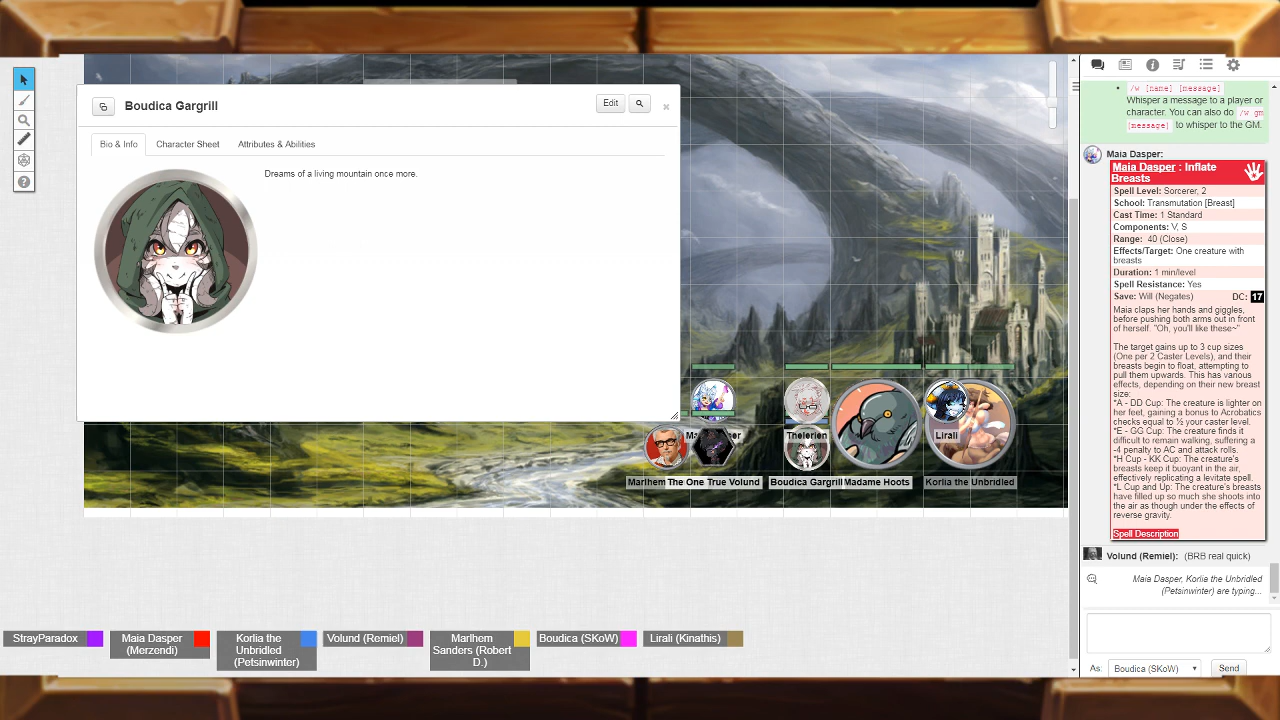 Boudica Gargrill
Edit
Bio & Info
Character Sheet
Attributes & Abilities
Dreams of a living mountain once more.
Thelerien
Lirali
Marlhem
The One True Volund
Boudica Gargrill
Madame Hoots
Korlia the Unbridled
StrayParadox
Maia Dasper
(Merzendi)
Korlia the
Unbridled
(Petsinwinter)
Volund (Remiel)
Marlhem
Sanders (Robert
D.)
Boudica (SKoW)
Lirali (Kinathis)
/w [name] [message]
Whisper a message to a player or
character. You can also do /w gm
[message] to whisper to the GM.
Maia Dasper:
Maia Dasper : Inflate
Breasts
Spell Level: Sorcerer, 2
School: Transmutation [Breast]
Cast Time: 1 Standard
Components: V, S
Range: 40 (Close)
Effects/Target: One creature with
breasts
Duration: 1 min/level
Spell Resistance: Yes
Save: Will (Negates) DC: 17
Maia claps her hands and giggles,
before pushing both arms out in front
of herself. "Oh, you'll like these~"
The target gains up to 3 cup sizes
(One per 2 Caster Levels), and their
breasts begin to float, attempting to
pull them upwards. This has various
effects, depending on their new breast
size:
*A - DD Cup: The creature is lighter on
her feet, gaining a bonus to Acrobatics
checks equal to ½ your caster level.
*E - GG Cup: The creature finds it
difficult to remain walking, suffering a
-4 penalty to AC and attack rolls.
*H Cup - KK Cup: The creature's
breasts keep it buoyant in the air,
effectively replicating a levitate spell.
*L Cup and Up: The creature's breasts
have filled up so much she shoots into
the air as though under the effects of
reverse gravity.
Spell Description
Volund (Remiel): (BRB real quick)
Maia Dasper, Korlia the Unbridled
(Petsinwinter) are typing...
As: Boudica (SKoW) Send